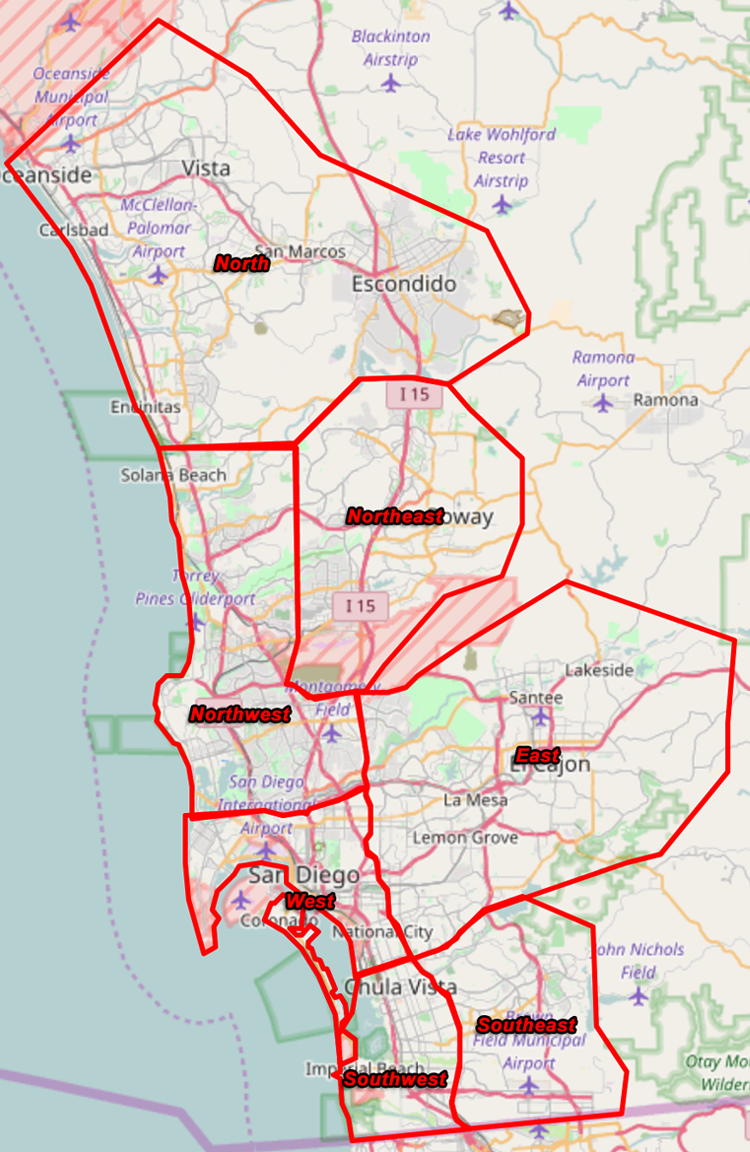 Blackinton
Airstrip
Oceanside
Municipal
Airport
Lake Wohlford
Resort
Airstrip
Vista
ceanside
McClellan-
Palomar
Airport
Carlsbad
San Marcos
North
Escondido
Ramona
Airport
I 15
Ramona
Encinitas
Solana Beach
Northeast
oway
Torrey
Pines Gliderport
I 15
Lakeside
Montgomery
Field
Santee
Northwest
East
El Cajon
San Diego
International
Airport
La Mesa
Lemon Grove
San Diego
West
Coronado
National City
John Nichols
Field
Chula Vista
Southeast
Brown
Field Municipal
Airport
Imperial Beach
Southwest
Otay Mo
Wilder